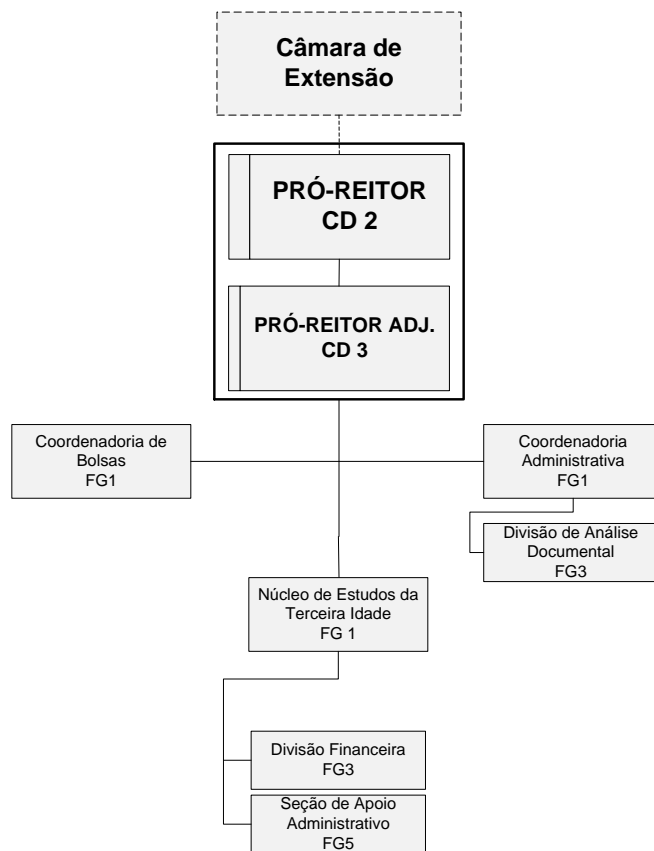 Câmara de
Extensão
PRÓ-REITOR
CD 2
PRÓ-REITOR ADJ.
CD 3
Coordenadoria de
Bolsas
FG1
Coordenadoria
Administrativa
FG1
Divisão de Análise
Documental
FG3
Núcleo de Estudos da
Terceira Idade
FG 1
Divisão Financeira
FG3
Seção de Apoio
Administrativo
FG5